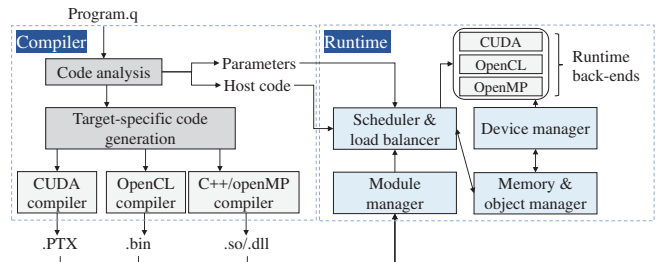 Program.q
Compiler
Code analysis
Parameters
Host code
Target-specific code
generation
CUDA
compiler
OpenCL
compiler
C++/openMP
compiler
.PTX
.bin
.so/.dll
Runtime
CUDA
OpenCL
OpenMP
Runtime
back-ends
Scheduler &
load balancer
Device manager
Module
manager
Memory &
object manager